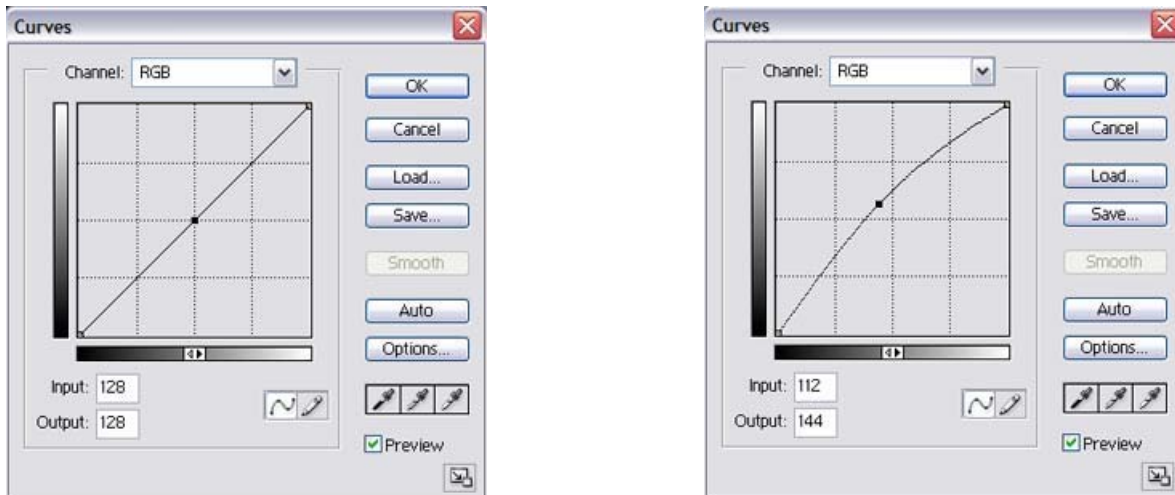 Curves
Channel: RGB
OK
Cancel
Load...
Save...
Smooth
Auto
Options...
Input: 128
Output: 128
Preview
Curves
Channel: RGB
OK
Cancel
Load...
Save...
Smooth
Auto
Options...
Input: 112
Output: 144
Preview